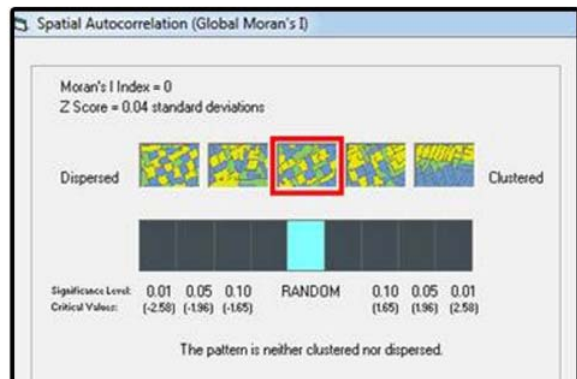 Spatial Autocorrelation (Global Moran's I)
Moran's I Index = 0
Z Score = 0.04 standard deviations
Dispersed Clustered
Significance Level: 0.01 0.05 0.10 RANDOM 0.10 0.05 0.01
Critical Values: (-2.58) (-1.96) (-1.65) (1.65) (1.96) (2.58)
The pattern is neither clustered nor dispersed.